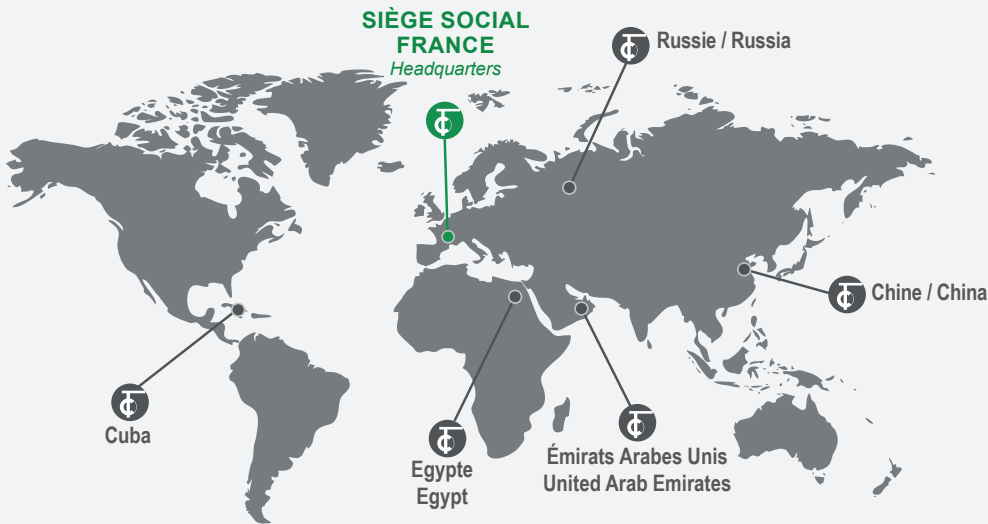 SIÈGE SOCIAL
FRANCE
Headquarters
Russie / Russia
Chine / China
Cuba
Egypte
Egypt
Émirats Arabes Unis
United Arab Emirates